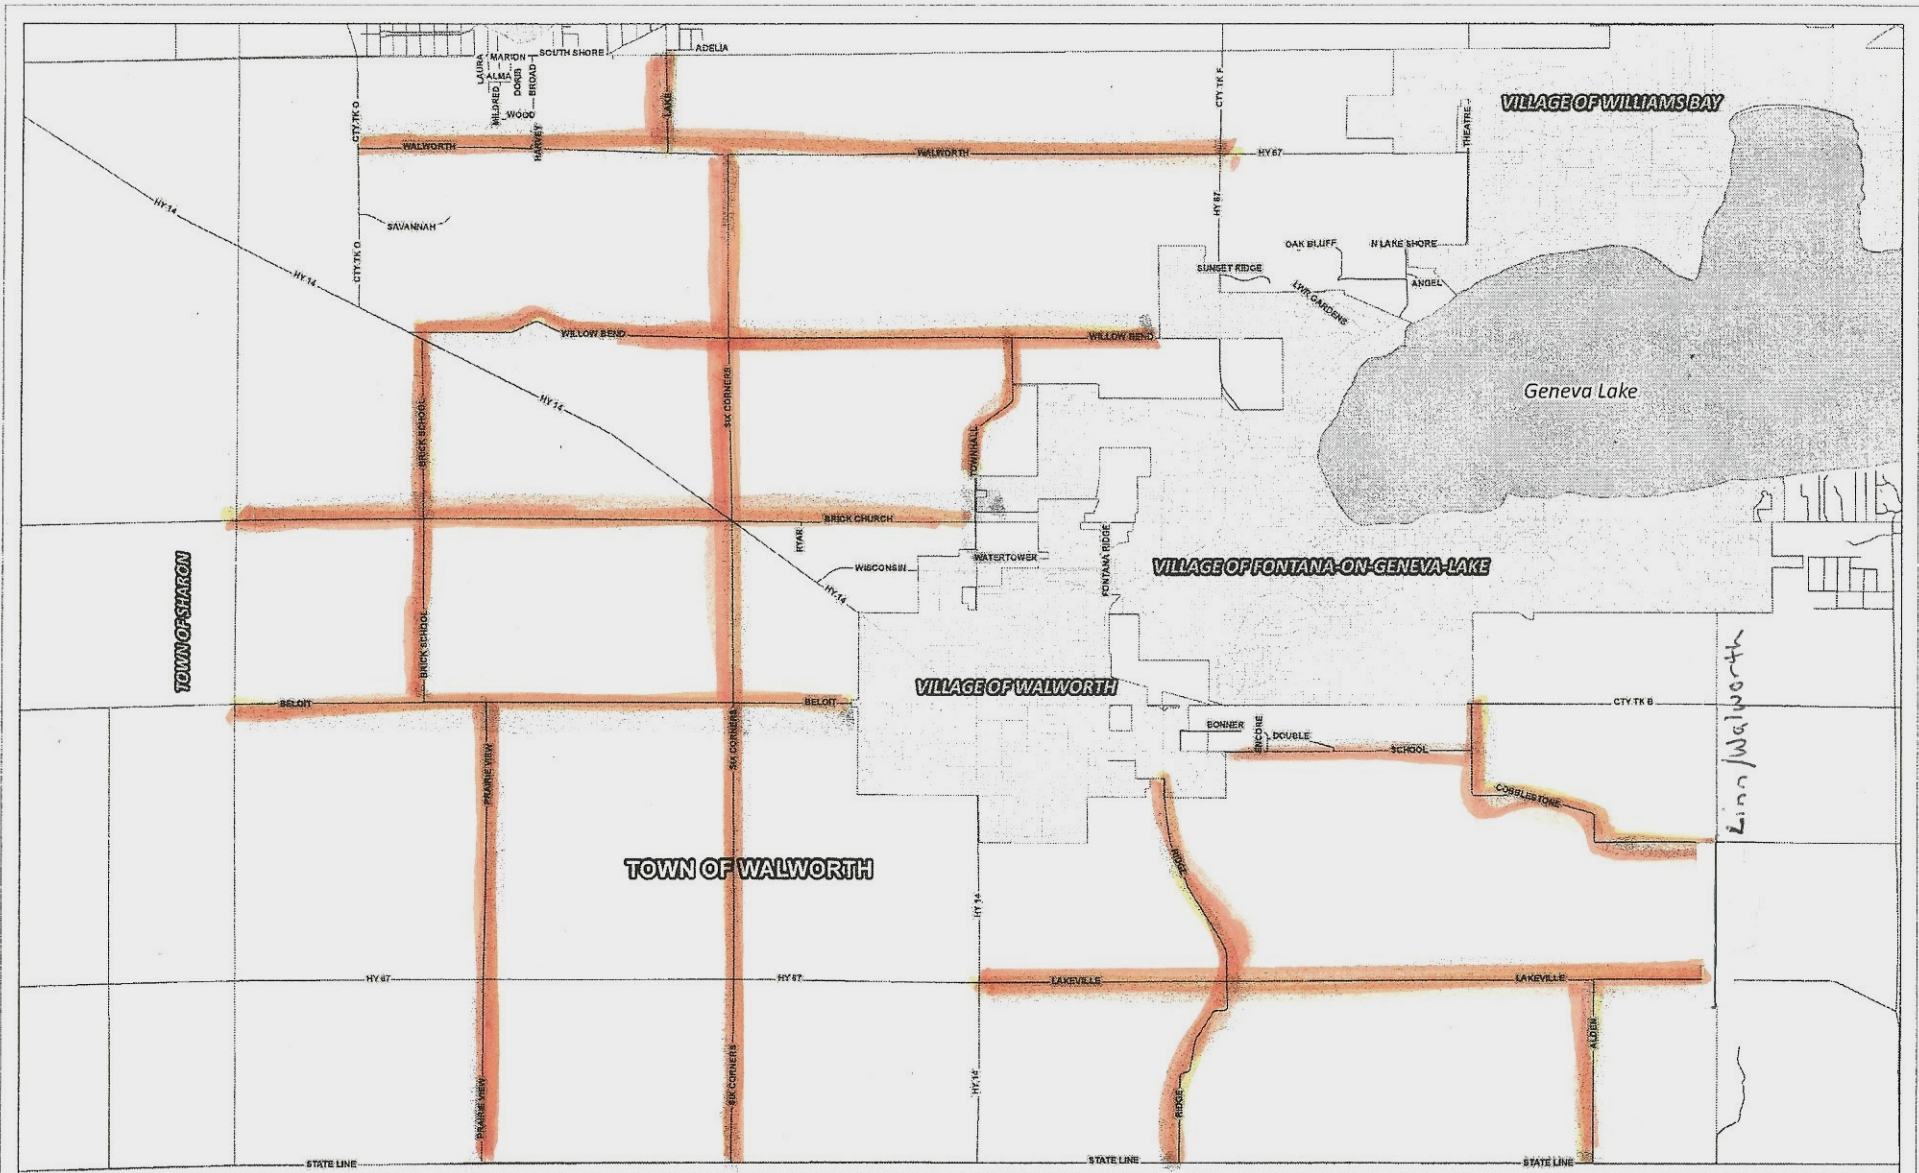 SOUTH SHORE
ADELIA
LAURA
MARION
ALMA
DORIS
BROAD
MILDRED
WOOD
HARVEY
LAKE
CTY TK O
CTY TK F
THEATRE
VILLAGE OF WILLIAMS BAY
WALWORTH
WALWORTH
HY 67
HY 67
HY 14
SAVANNAH
CTY TK O
HY 14
OAK BLUFF
N LAKE SHORE
SUNSET RIDGE
ANGEL
LWR GARDENS
WILLOW BEND
WILLOW BEND
Geneva Lake
HY 14
BRICK SCHOOL
SIX CORNERS
TOWNHALL
BRICK CHURCH
RYAR
WATERTOWER
FONTANA RIDGE
WISCONSIN
HY 14
VILLAGE OF FONTANA-ON-GENEVA-LAKE
TOWN OF SHARON
BRICK SCHOOL
VILLAGE OF WALWORTH
Linn/Walworth
BELOIT
BELOIT
CTY TK B
BONNER
ENCORE
DOUBLE
SCHOOL
SIX CORNERS
PRAIRIE VIEW
COBBLESTONE
TOWN OF WALWORTH
RIDGE
HY 14
HY 67
HY 67
LAKEVILLE
LAKEVILLE
ALDEN
SIX CORNERS
HY 14
PRAIRIE VIEW
RIDGE
STATE LINE
STATE LINE
STATE LINE